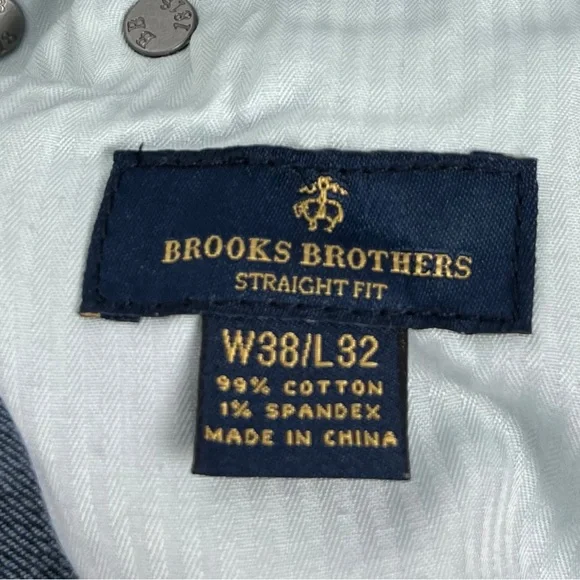 BROOKS BROTHERS
STRAIGHT FIT
W38/L32
99% COTTON
1% SPANDEX
MADE IN CHINA